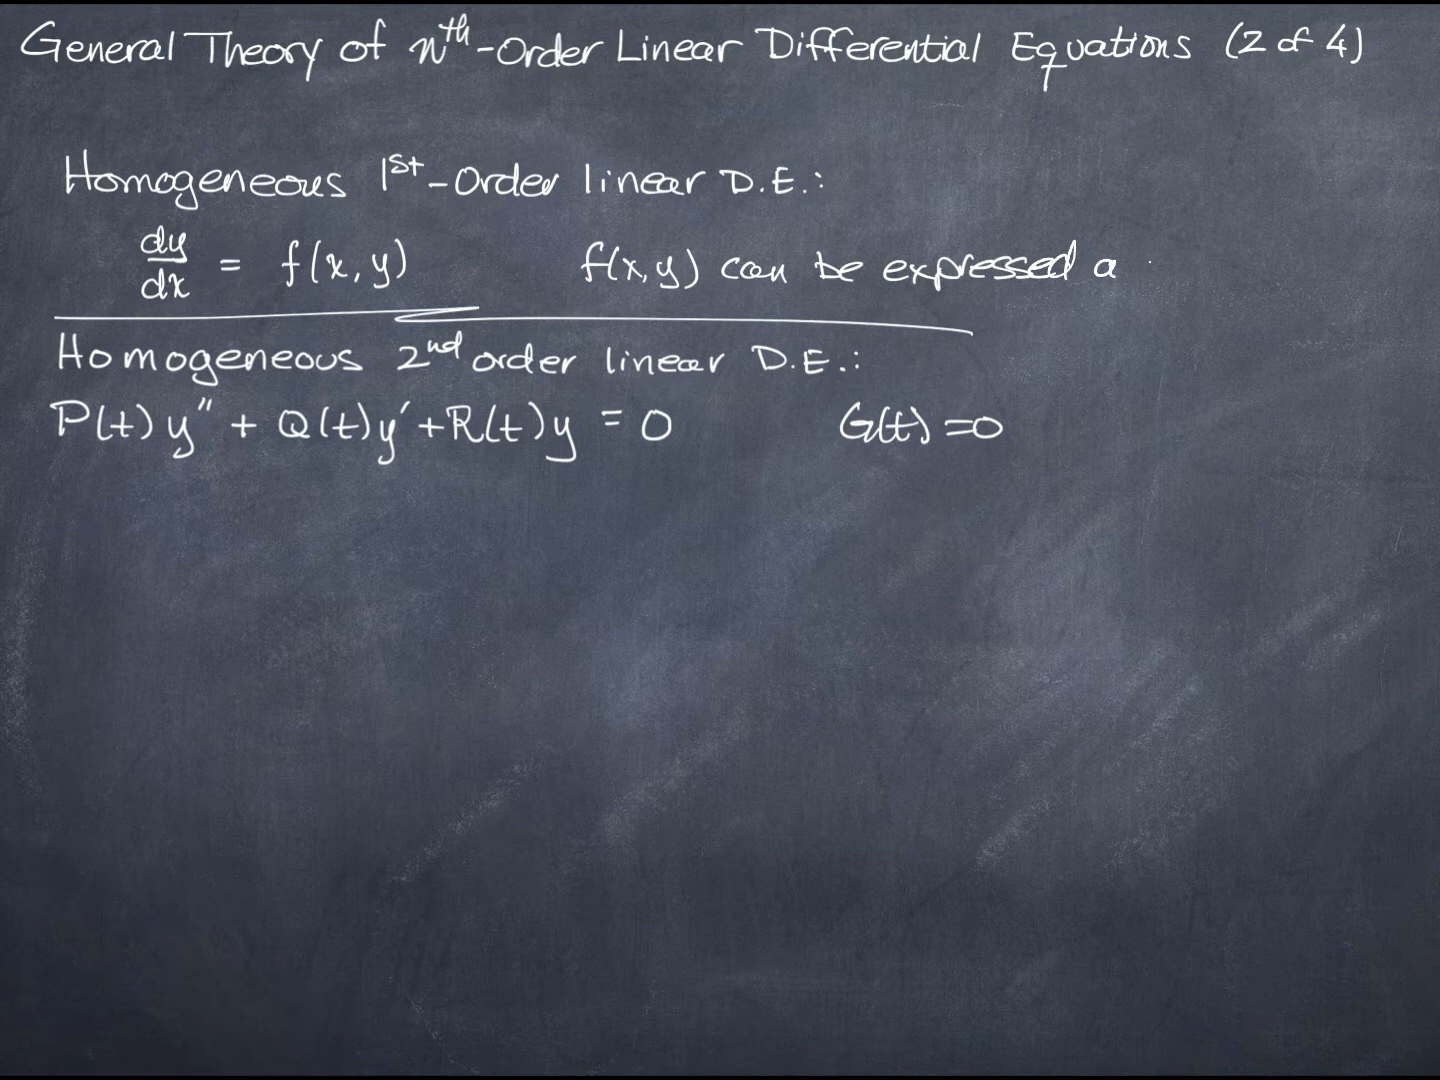 General Theory of nth-Order Linear Differential Equations (2 of 4)
Homogeneous 1st-Order linear D.E.:
dy/dx = f(x,y) f(x,y) can be expressed a
Homogeneous 2nd order linear D.E.:
P(t)y" + Q(t)y' + R(t)y = 0 G(t)=0